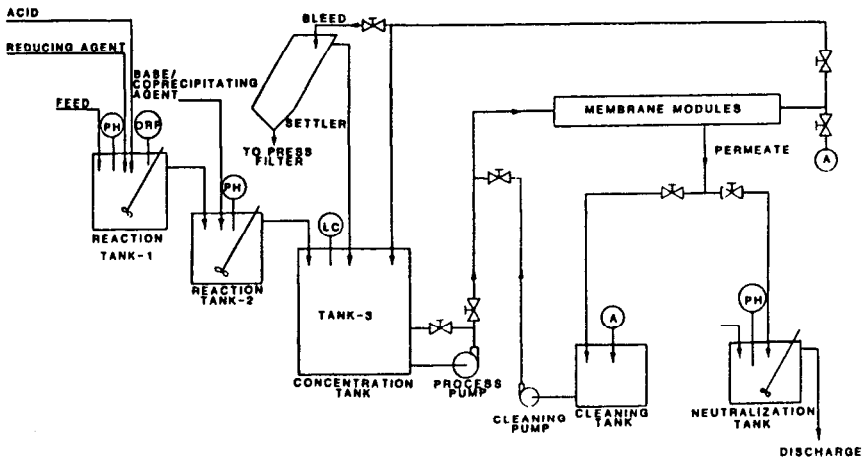 ACID
REDUCING AGENT
FEED
PH
ORP
BASE/
COPRECIPITATING
AGENT
PH
REACTION
TANK-1
REACTION
TANK-2
BLEED
SETTLER
TO PRESS
FILTER
LC
TANK-3
CONCENTRATION
TANK
PROCESS
PUMP
MEMBRANE MODULES
PERMEATE
A
CLEANING
PUMP
A
CLEANING
TANK
PH
NEUTRALIZATION
TANK
DISCHARGE